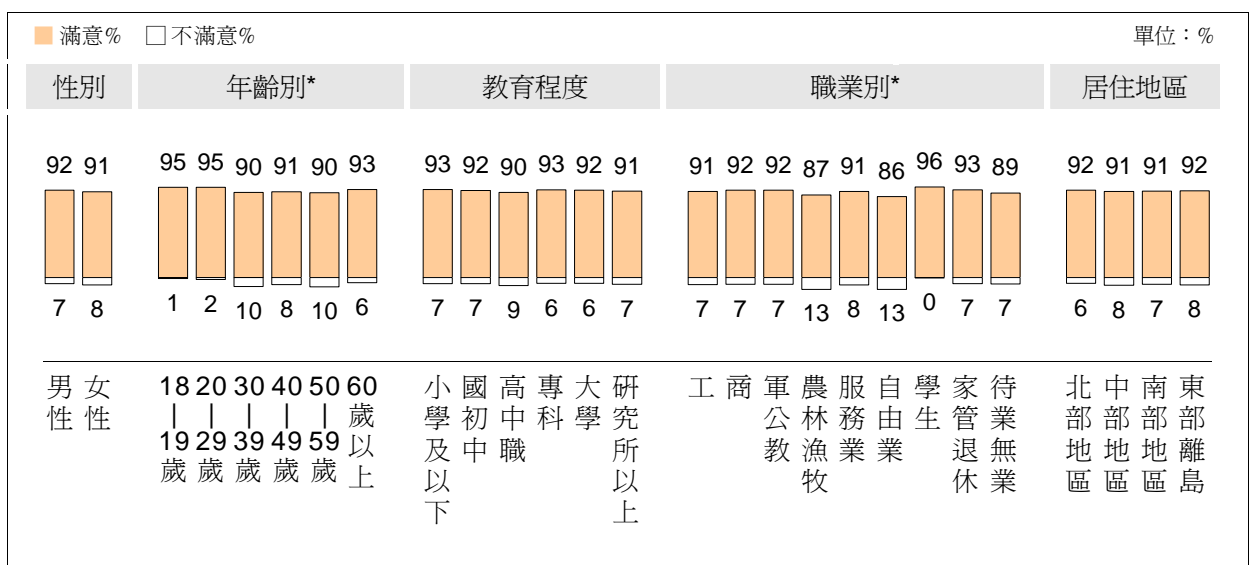 滿意% 不滿意% 單位：%
性別 年齡別* 教育程度 職業別* 居住地區
92 91 95 95 90 91 90 93 93 92 90 93 92 91 91 92 92 87 91 86 96 93 89 92 91 91 92
7 8 1 2 10 8 10 6 7 7 9 6 6 7 7 7 7 13 8 13 0 7 7 6 8 7 8
男性
女性
18|19歲
20|29歲
30|39歲
40|49歲
50|59歲
60歲以上
小學及以下
國初中
高中職
專科
大學
研究所以上
工
商
軍公教
農林漁牧
服務業
自由業
學生
家管退休
待業無業
北部地區
中部地區
南部地區
東部離島